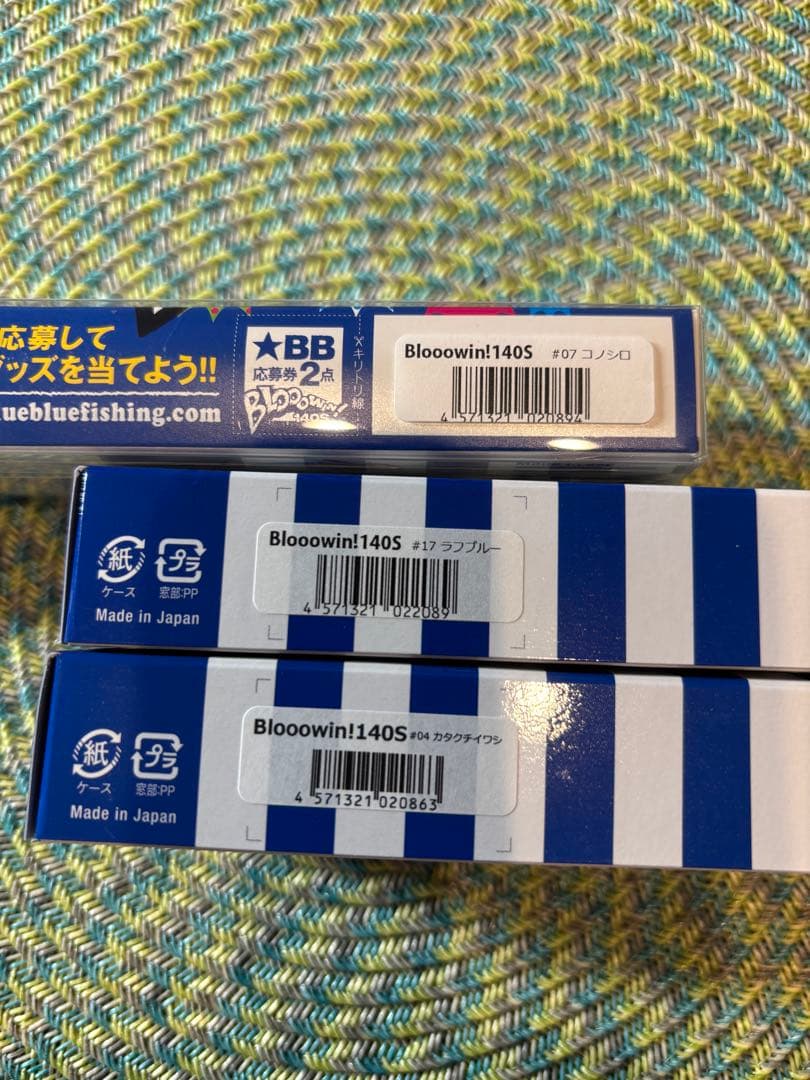 応募して
グッズを当てよう!!
uebluefishing.com
★BB
応募券2点
Blooowin!
140S
キリトリ線
Blooowin!140S #07 コノシロ
4 571321 020894
紙
ケース
プラ
窓部:PP
Made in Japan
Blooowin!140S #17 ラフブルー
4 571321 022089
紙
ケース
プラ
窓部:PP
Made in Japan
Blooowin!140S #04 カタクチイワシ
4 571321 020863